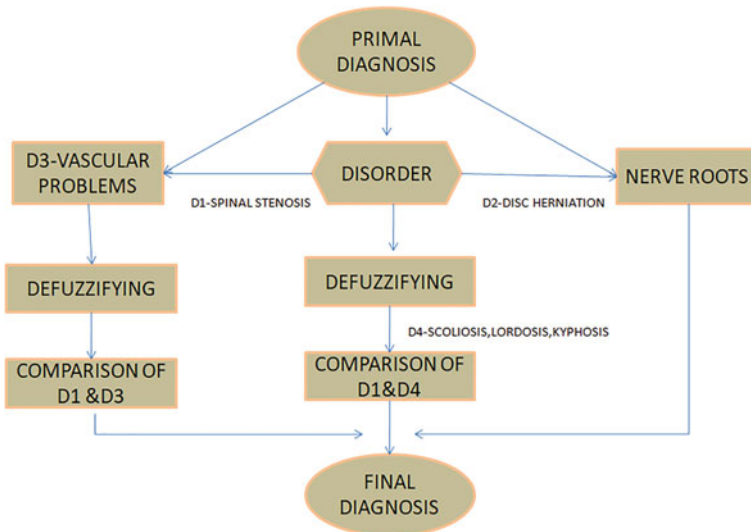 PRIMAL
DIAGNOSIS
D3-VASCULAR
PROBLEMS
DISORDER
NERVE ROOTS
D1-SPINAL STENOSIS
D2-DISC HERNIATION
DEFUZZIFYING
DEFUZZIFYING
D4-SCOLIOSIS,LORDOSIS,KYPHOSIS
COMPARISON OF
D1 &D3
COMPARISON OF
D1&D4
FINAL
DIAGNOSIS